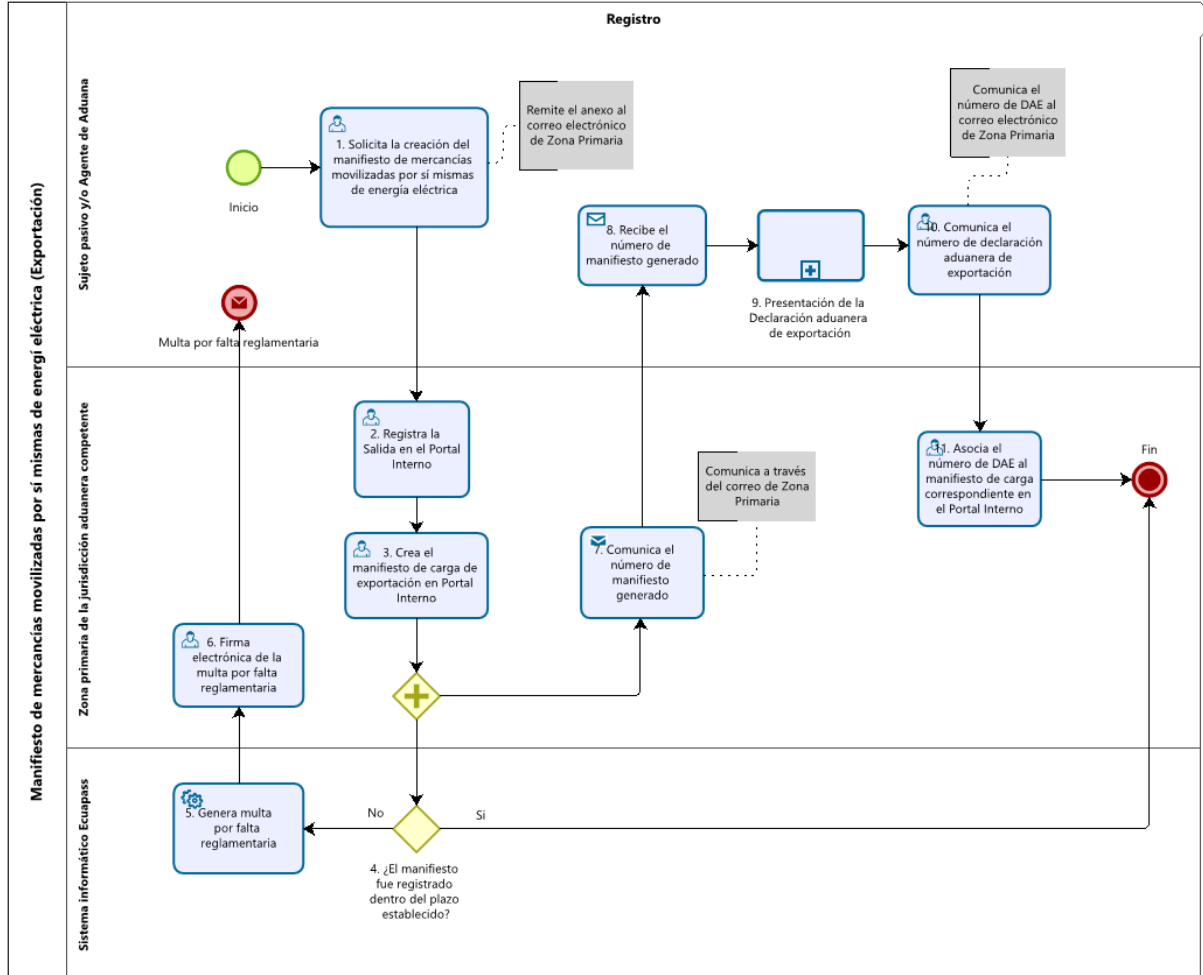 Manifiesto de mercancías movilizadas por sí mismas de energí eléctrica (Exportación)
Registro
Sujeto pasivo y/o Agente de Aduana
Inicio
1. Solicita la creación del
manifiesto de mercancías
movilizadas por sí mismas
de energía eléctrica
Remite el anexo al
correo electrónico
de Zona Primaria
Comunica el
número de DAE al
correo electrónico
de Zona Primaria
8. Recibe el
número de
manifiesto generado
9. Presentación de la
Declaración aduanera
de exportación
10. Comunica el
número de declaración
aduanera de
exportación
Multa por falta reglamentaria
Zona primaria de la jurisdicción aduanera competente
2. Registra la
Salida en el Portal
Interno
3. Crea el
manifiesto de carga de
exportación en Portal
Interno
Comunica a través
del correo de Zona
Primaria
7. Comunica el
número de
manifiesto
generado
11. Asocia el
número de DAE al
manifiesto de carga
correspondiente en
el Portal Interno
Fin
6. Firma
electrónica de la
multa por falta
reglamentaria
Sistema informático Ecuapass
5. Genera multa
por falta
reglamentaria
No
Si
4. ¿El manifiesto
fue registrado
dentro del plazo
establecido?